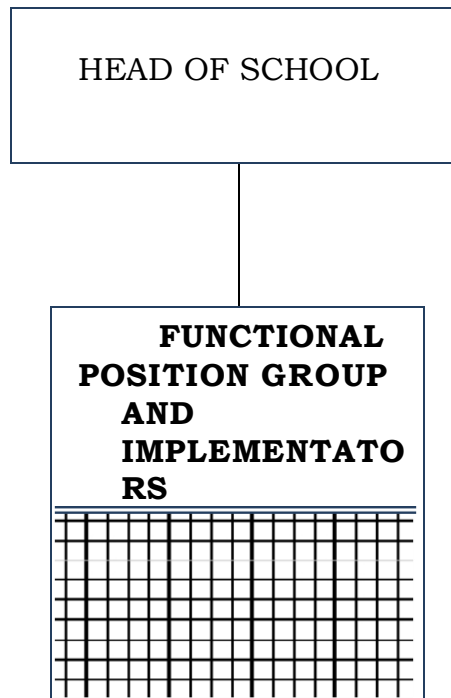 HEAD OF SCHOOL
FUNCTIONAL
POSITION GROUP
AND
IMPLEMENTATO
RS